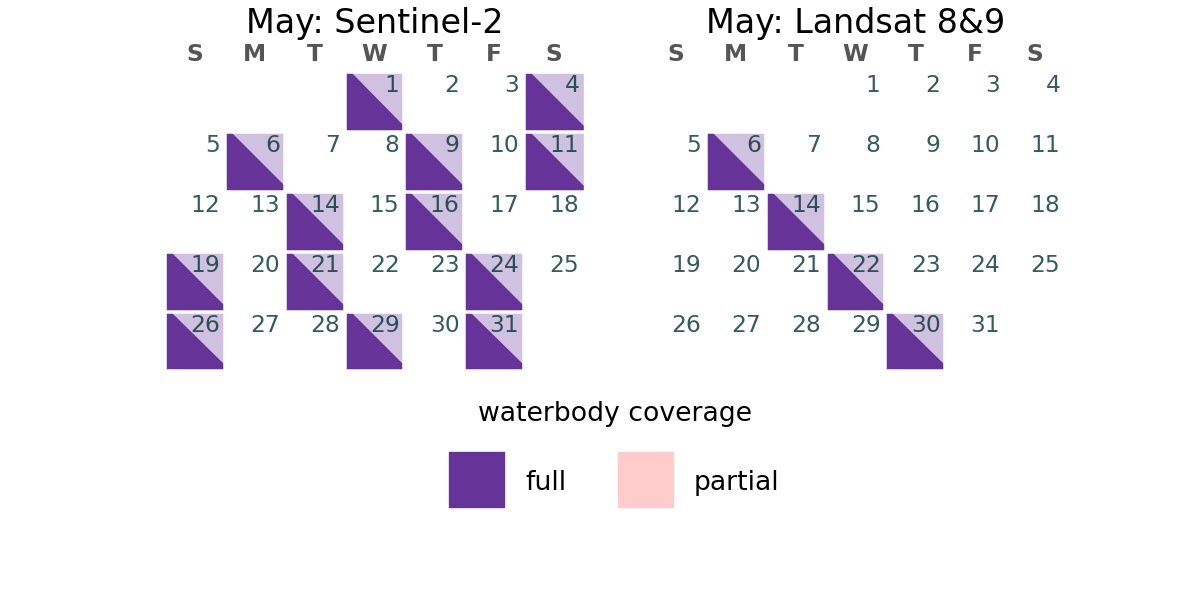 May: Sentinel-2
S M T W T F S
1 2 3 4
5 6 7 8 9 10 11
12 13 14 15 16 17 18
19 20 21 22 23 24 25
26 27 28 29 30 31
May: Landsat 8&9
S M T W T F S
1 2 3 4
5 6 7 8 9 10 11
12 13 14 15 16 17 18
19 20 21 22 23 24 25
26 27 28 29 30 31
waterbody coverage
full
partial